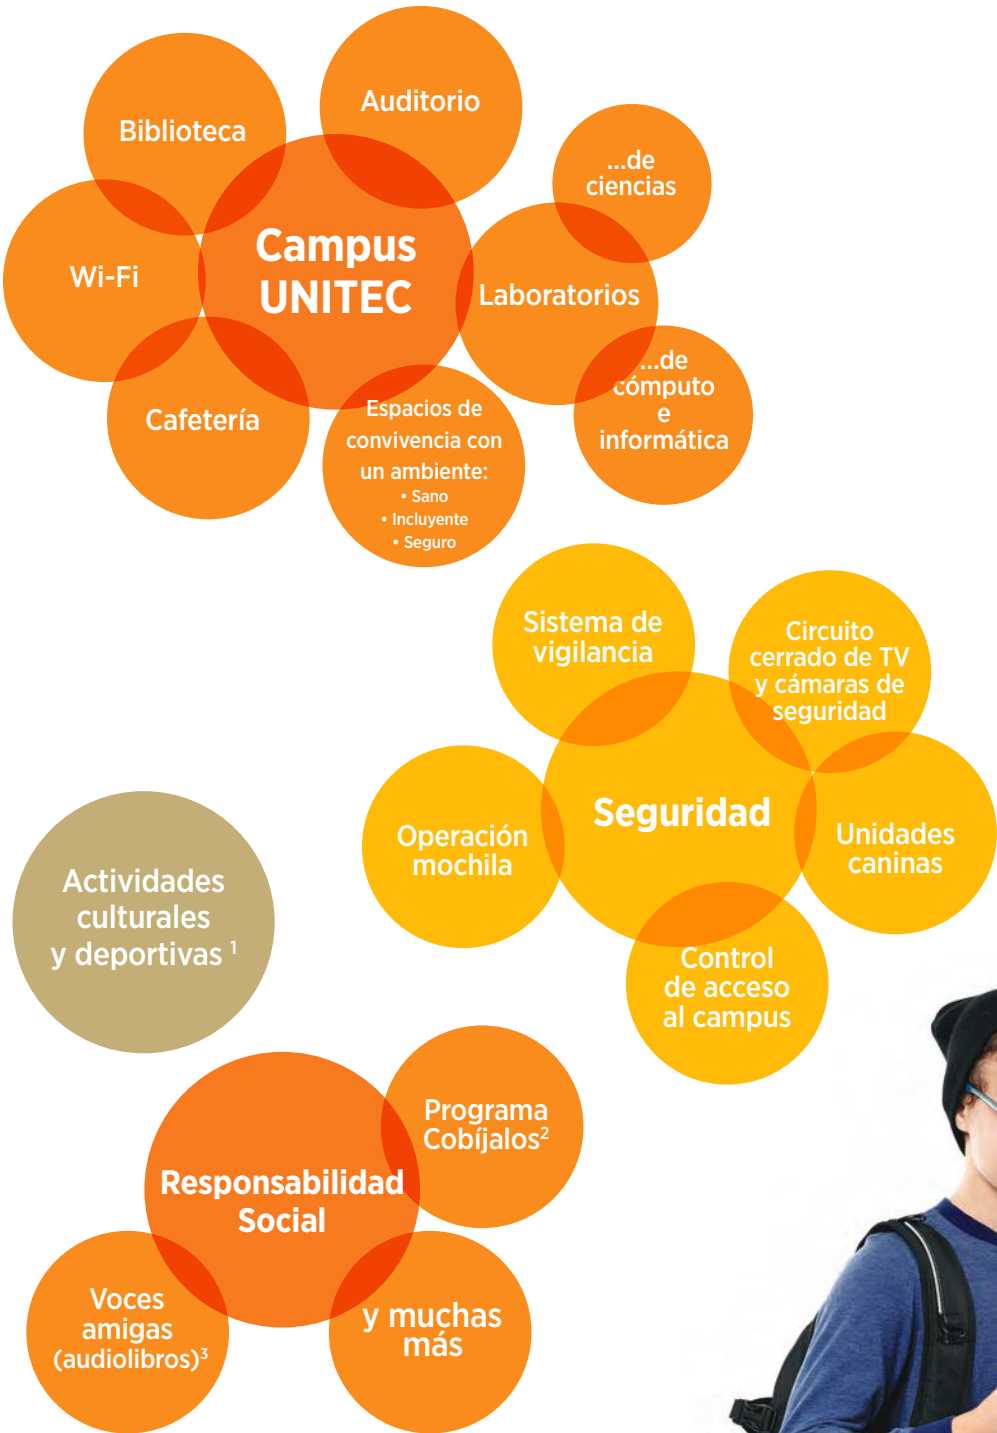 Biblioteca
Auditorio
...de
ciencias
Wi-Fi
Campus
UNITEC
Laboratorios
...de
cómputo
e
informática
Cafetería
Espacios de
convivencia con
un ambiente:
• Sano
• Incluyente
• Seguro
Sistema de
vigilancia
Circuito
cerrado de TV
y cámaras de
seguridad
Operación
mochila
Seguridad
Unidades
caninas
Control
de acceso
al campus
Actividades
culturales
y deportivas ¹
Programa
Cobíjalos²
Responsabilidad
Social
Voces
amigas
(audiolibros)³
y muchas
más